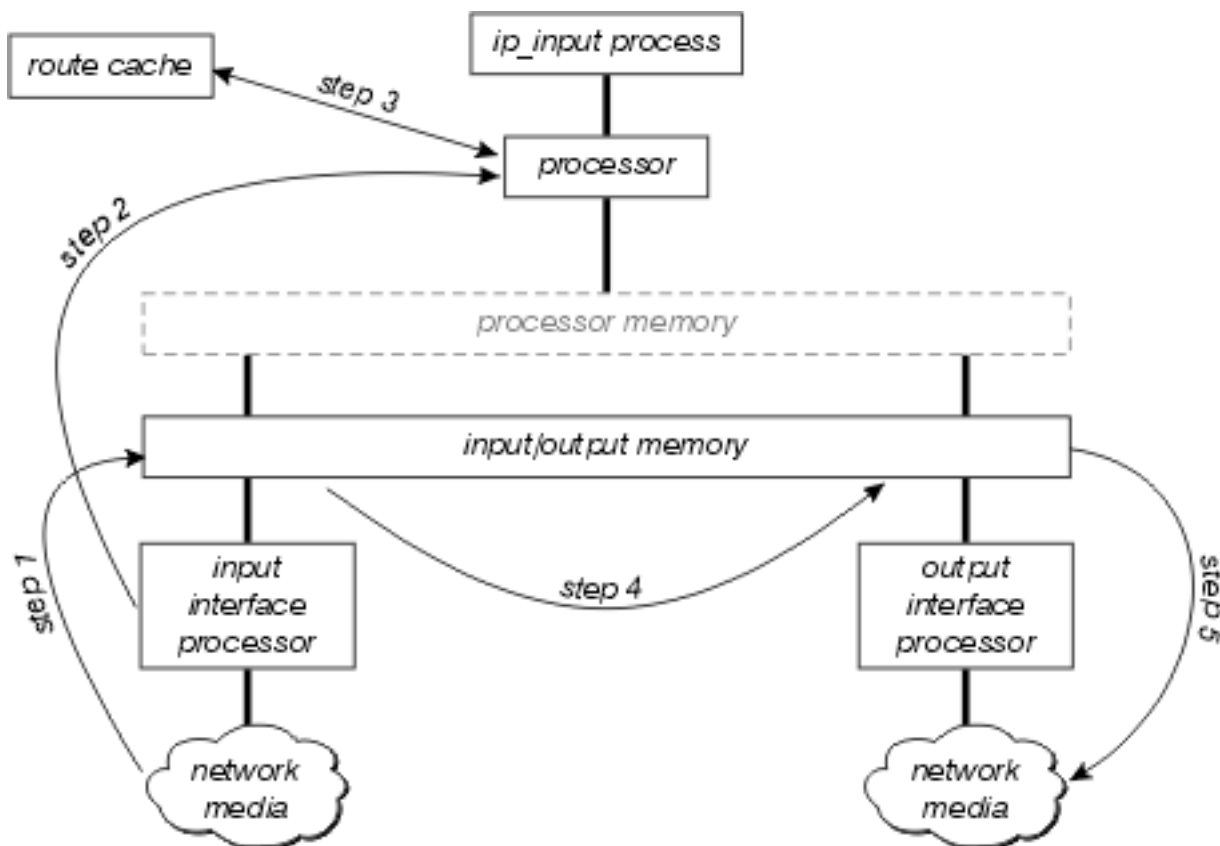 ip_input process
route cache
step 3
processor
step 2
processor memory
input/output memory
step 1
input
interface
processor
step 4
output
interface
processor
step 5
network
media
network
media